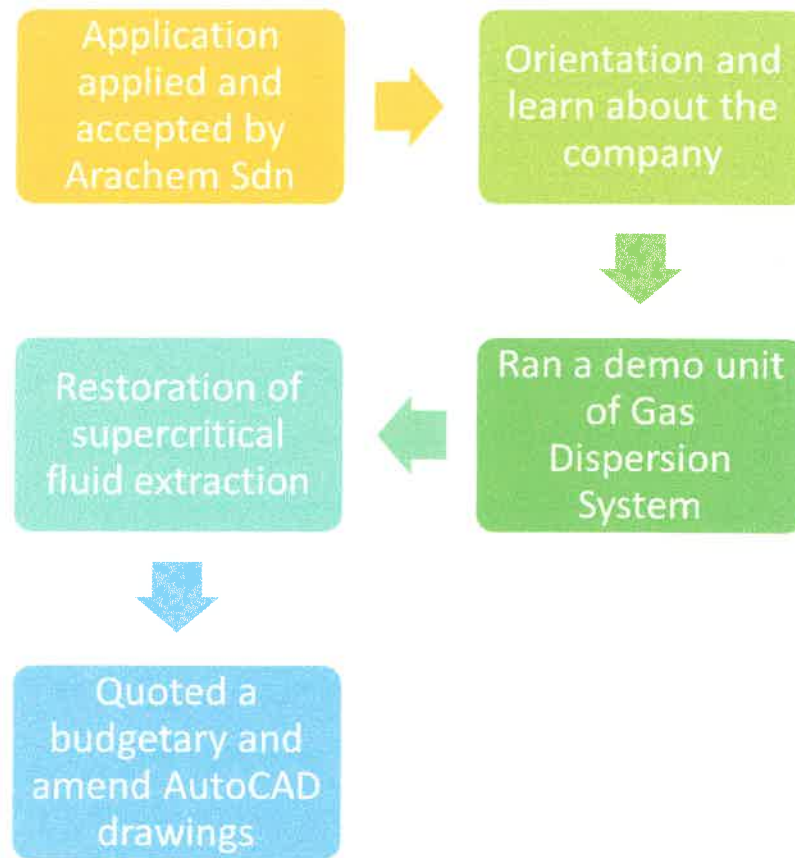 Application
applied and
accepted by
Arachem Sdn
Orientation and
learn about the
company
Ran a demo unit
of Gas
Dispersion
System
Restoration of
supercritical
fluid extraction
Quoted a
budgetary and
amend AutoCAD
drawings